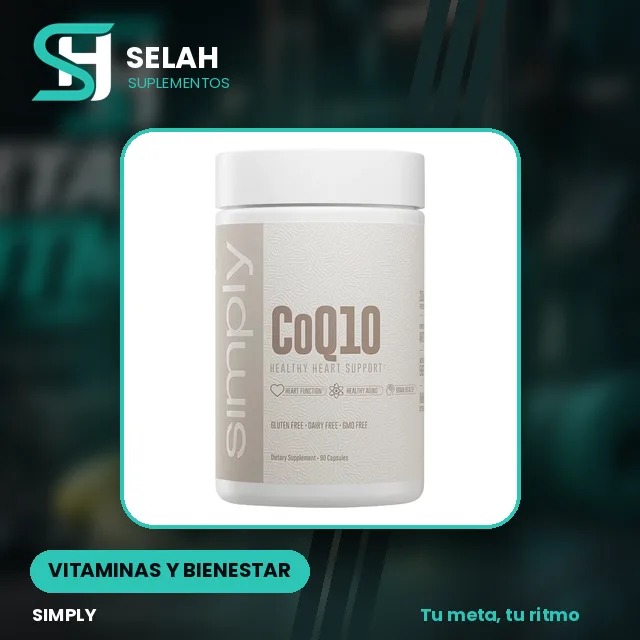 SELAH
SUPLEMENTOS
simply
CoQ10
HEALTHY HEART SUPPORT
HEART FUNCTION
HEALTHY AGING
GLUTEN FREE • DAIRY FREE • GMO FREE
Dietary Supplement • 90 Capsules
VITAMINAS Y BIENESTAR
SIMPLY
Tu meta, tu ritmo